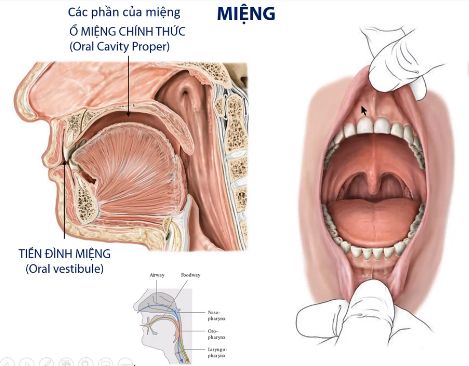 Các phần của miệng
MIỆNG
Ổ MIỆNG CHÍNH THỨC
(Oral Cavity Proper)
TIỀN ĐÌNH MIỆNG
(Oral vestibule)
Airway
Foodway
Naso-
pharynx
Oro-
pharynx
Laryngo-
pharynx